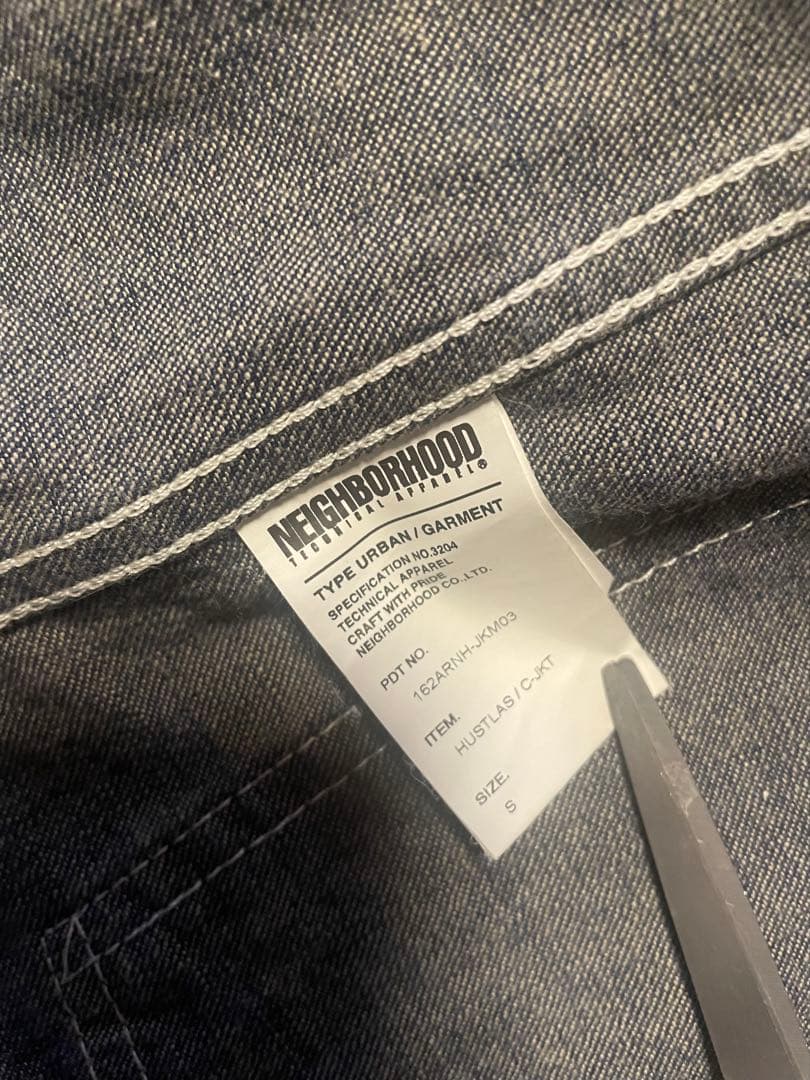 NEIGHBORHOOD®
TECHNICAL APPAREL
TYPE URBAN / GARMENT
SPECIFICATION NO.3204
TECHNICAL APPAREL
CRAFT WITH PRIDE
NEIGHBORHOOD CO.,LTD.
PDT NO.
162ARNH-JKM03
ITEM.
HUSTLAS / C-JKT
SIZE.
S